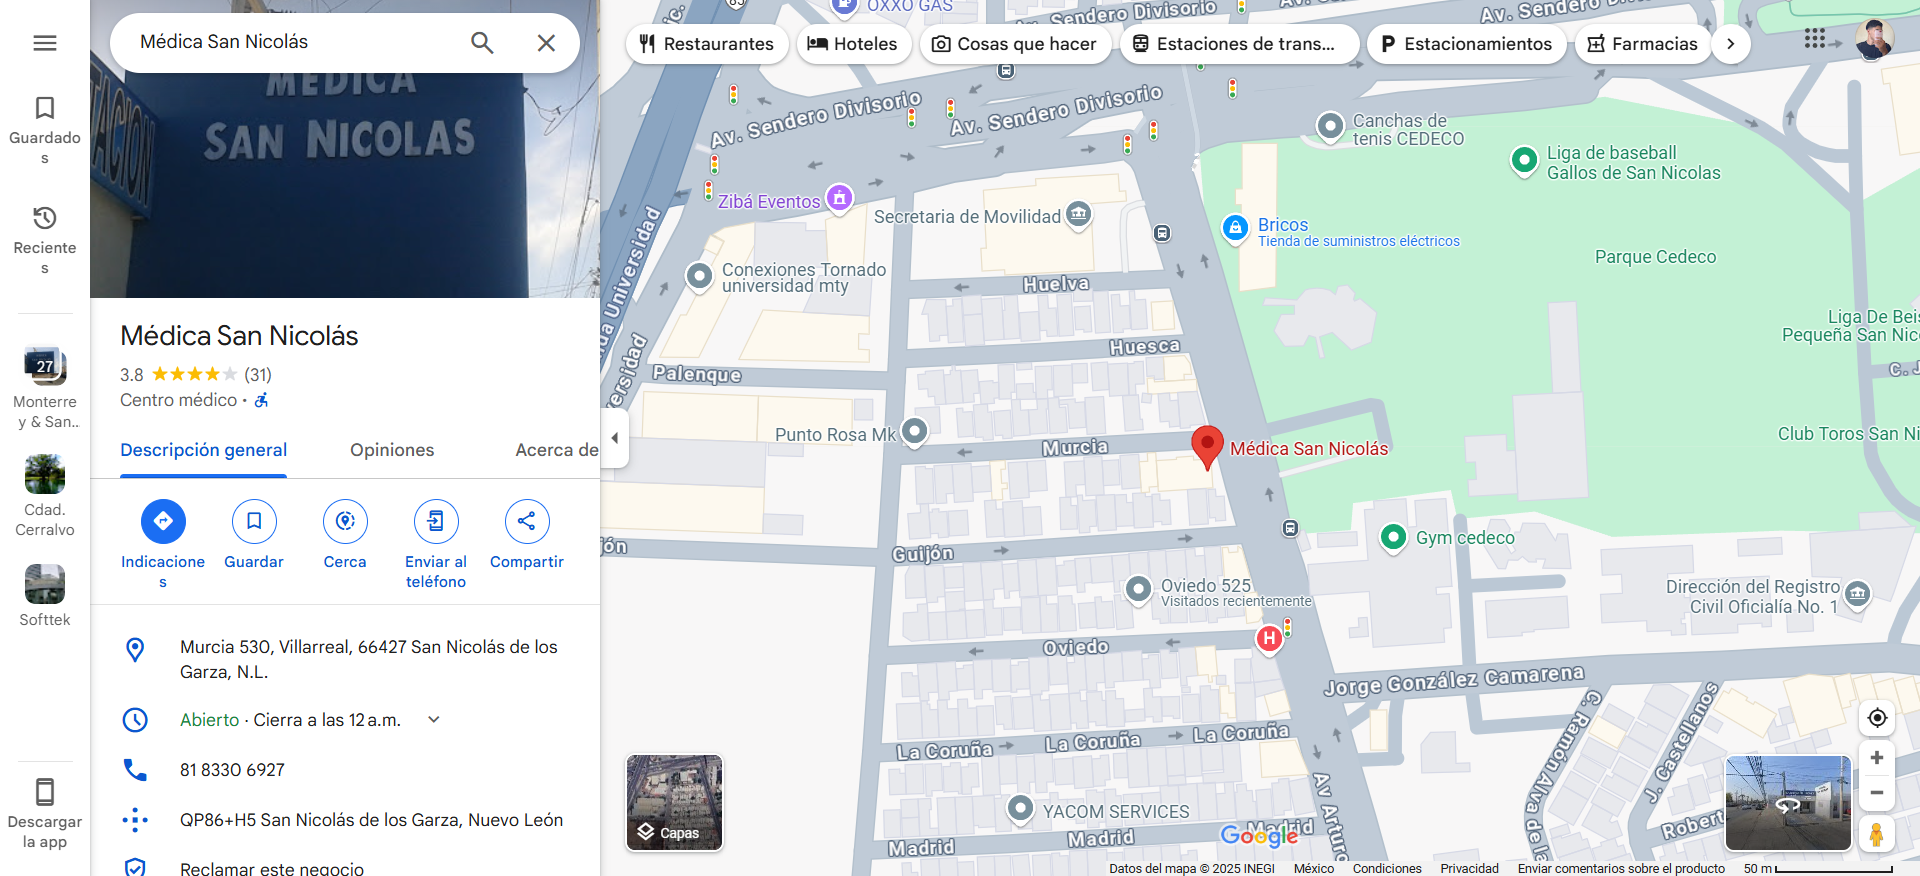 Médica San Nicolás
MEDICA
SAN NICOLAS
Guardado
s
Reciente
s
27
Monterre
y & San..
Cdad.
Cerralvo
Softtek
Descargar
la app
Médica San Nicolás
3.8 (31)
Centro médico ·
Descripción general
Opiniones
Acerca de
Indicacione
s
Guardar
Cerca
Enviar al
teléfono
Compartir
Murcia 530, Villarreal, 66427 San Nicolás de los
Garza, N.L.
Abierto · Cierra a las 12 a.m.
81 8330 6927
QP86+H5 San Nicolás de los Garza, Nuevo León
Reclamar este negocio
Restaurantes
Hoteles
Cosas que hacer
Estaciones de trans...
P Estacionamientos
Farmacias
OXXO GAS
85
Av. Sendero Divisorio
Av. Sendero Divisorio
Av. Sendero Divisorio
Av. Sendero Divisorio
Canchas de
tenis CEDECO
Liga de baseball
Gallos de San Nicolas
Zibá Eventos
Secretaria de Movilidad
Bricos
Tienda de suministros eléctricos
Parque Cedeco
Conexiones Tornado
universidad mty
Huelva
Liga De Beis
Pequeña San Nic
Huesca
Palenque
C. J
Punto Rosa Mk
Murcia
Médica San Nicolás
Club Toros San Ni
Guijón
Gym cedeco
Oviedo 525
Visitados recientemente
Dirección del Registro
Civil Oficialía No. 1
H
Oviedo
Jorge González Camarena
C. Ramón Alva de la
J. Castellanos
La Coruña
La Coruña
La Coruña
Av Arturo
YACOM SERVICES
Madrid
Madrid
Madrid
Robert
Capas
Google
Datos del mapa © 2025 INEGI
México
Condiciones
Privacidad
Enviar comentarios sobre el producto
50 m